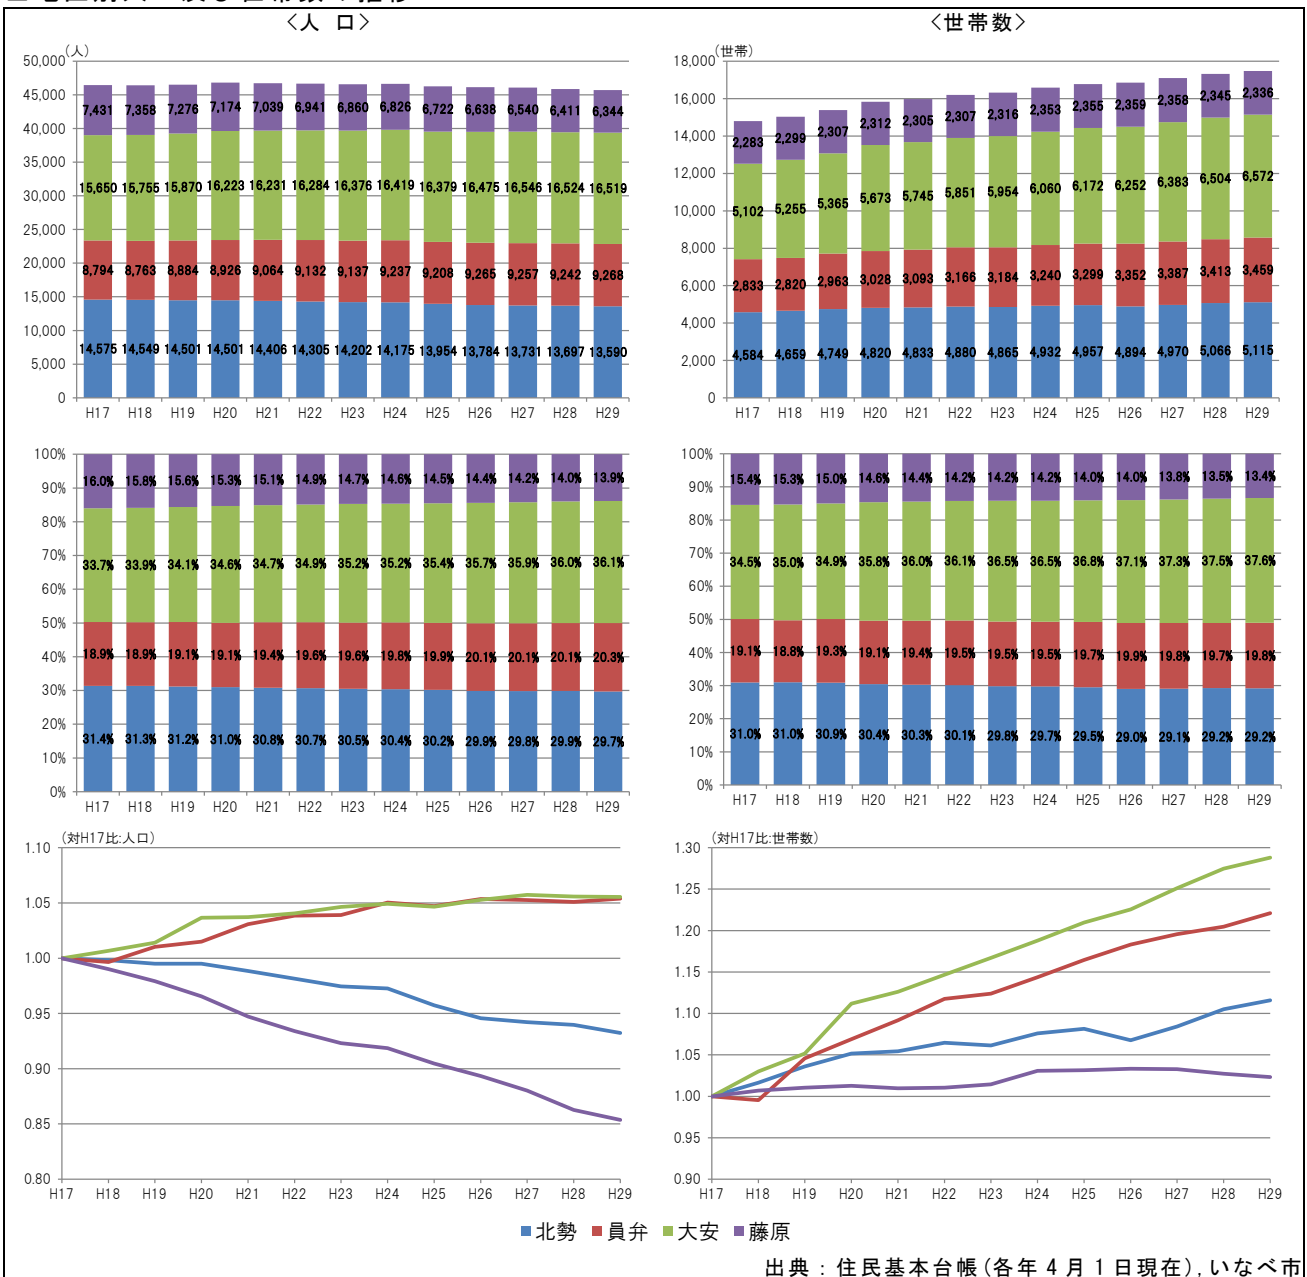 〈人 口〉
(人)
50,000
45,000
40,000
35,000
30,000
25,000
20,000
15,000
10,000
5,000
0
7,431 7,358 7,276 7,174 7,039 6,941 6,860 6,826 6,722 6,638 6,540 6,411 6,344
15,650 15,755 15,870 16,223 16,231 16,284 16,376 16,419 16,379 16,475 16,546 16,524 16,519
8,794 8,763 8,884 8,926 9,064 9,132 9,137 9,237 9,208 9,265 9,257 9,242 9,268
14,575 14,549 14,501 14,501 14,406 14,305 14,202 14,175 13,954 13,784 13,731 13,697 13,590
H17 H18 H19 H20 H21 H22 H23 H24 H25 H26 H27 H28 H29
〈世帯数〉
(世帯)
18,000
16,000
14,000
12,000
10,000
8,000
6,000
4,000
2,000
0
2,283 2,299 2,307 2,312 2,305 2,307 2,316 2,353 2,355 2,359 2,358 2,345 2,336
5,102 5,255 5,365 5,673 5,745 5,851 5,954 6,060 6,172 6,252 6,383 6,504 6,572
2,833 2,820 2,963 3,028 3,093 3,166 3,184 3,240 3,299 3,352 3,387 3,413 3,459
4,584 4,659 4,749 4,820 4,833 4,880 4,865 4,932 4,957 4,894 4,970 5,066 5,115
H17 H18 H19 H20 H21 H22 H23 H24 H25 H26 H27 H28 H29
100%
90%
80%
70%
60%
50%
40%
30%
20%
10%
0%
16.0% 15.8% 15.6% 15.3% 15.1% 14.9% 14.7% 14.6% 14.5% 14.4% 14.2% 14.0% 13.9%
33.7% 33.9% 34.1% 34.6% 34.7% 34.9% 35.2% 35.2% 35.4% 35.7% 35.9% 36.0% 36.1%
18.9% 18.9% 19.1% 19.1% 19.4% 19.6% 19.6% 19.8% 19.9% 20.1% 20.1% 20.1% 20.3%
31.4% 31.3% 31.2% 31.0% 30.8% 30.7% 30.5% 30.4% 30.2% 29.9% 29.8% 29.9% 29.7%
H17 H18 H19 H20 H21 H22 H23 H24 H25 H26 H27 H28 H29
100%
90%
80%
70%
60%
50%
40%
30%
20%
10%
0%
15.4% 15.3% 15.0% 14.6% 14.4% 14.2% 14.2% 14.2% 14.0% 14.0% 13.8% 13.5% 13.4%
34.5% 35.0% 34.9% 35.8% 36.0% 36.1% 36.5% 36.5% 36.8% 37.1% 37.3% 37.5% 37.6%
19.1% 18.8% 19.3% 19.1% 19.4% 19.5% 19.5% 19.5% 19.7% 19.9% 19.8% 19.7% 19.8%
31.0% 31.0% 30.9% 30.4% 30.3% 30.1% 29.8% 29.7% 29.5% 29.0% 29.1% 29.2% 29.2%
H17 H18 H19 H20 H21 H22 H23 H24 H25 H26 H27 H28 H29
(対H17比:人口)
1.10
1.05
1.00
0.95
0.90
0.85
0.80
H17 H18 H19 H20 H21 H22 H23 H24 H25 H26 H27 H28 H29
(対H17比:世帯数)
1.30
1.25
1.20
1.15
1.10
1.05
1.00
0.95
0.90
H17 H18 H19 H20 H21 H22 H23 H24 H25 H26 H27 H28 H29
■北勢 ■員弁 ■大安 ■藤原
出典：住民基本台帳(各年4月1日現在),いなべ市